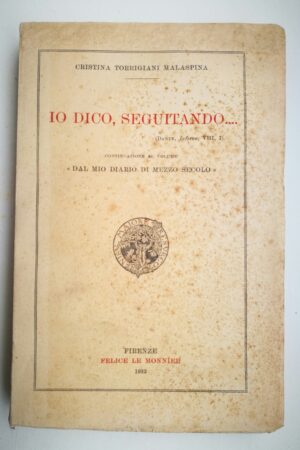 CRISTINA TORRIGIANI MALASPINA
IO DICO, SEGUITANDO....
(DANTE, Inferno, VIII, 1).
CONTINUAZIONE AL VOLUME
« DAL MIO DIARIO DI MEZZO SECOLO »
FIRENZE
FELICE LE MONNIER